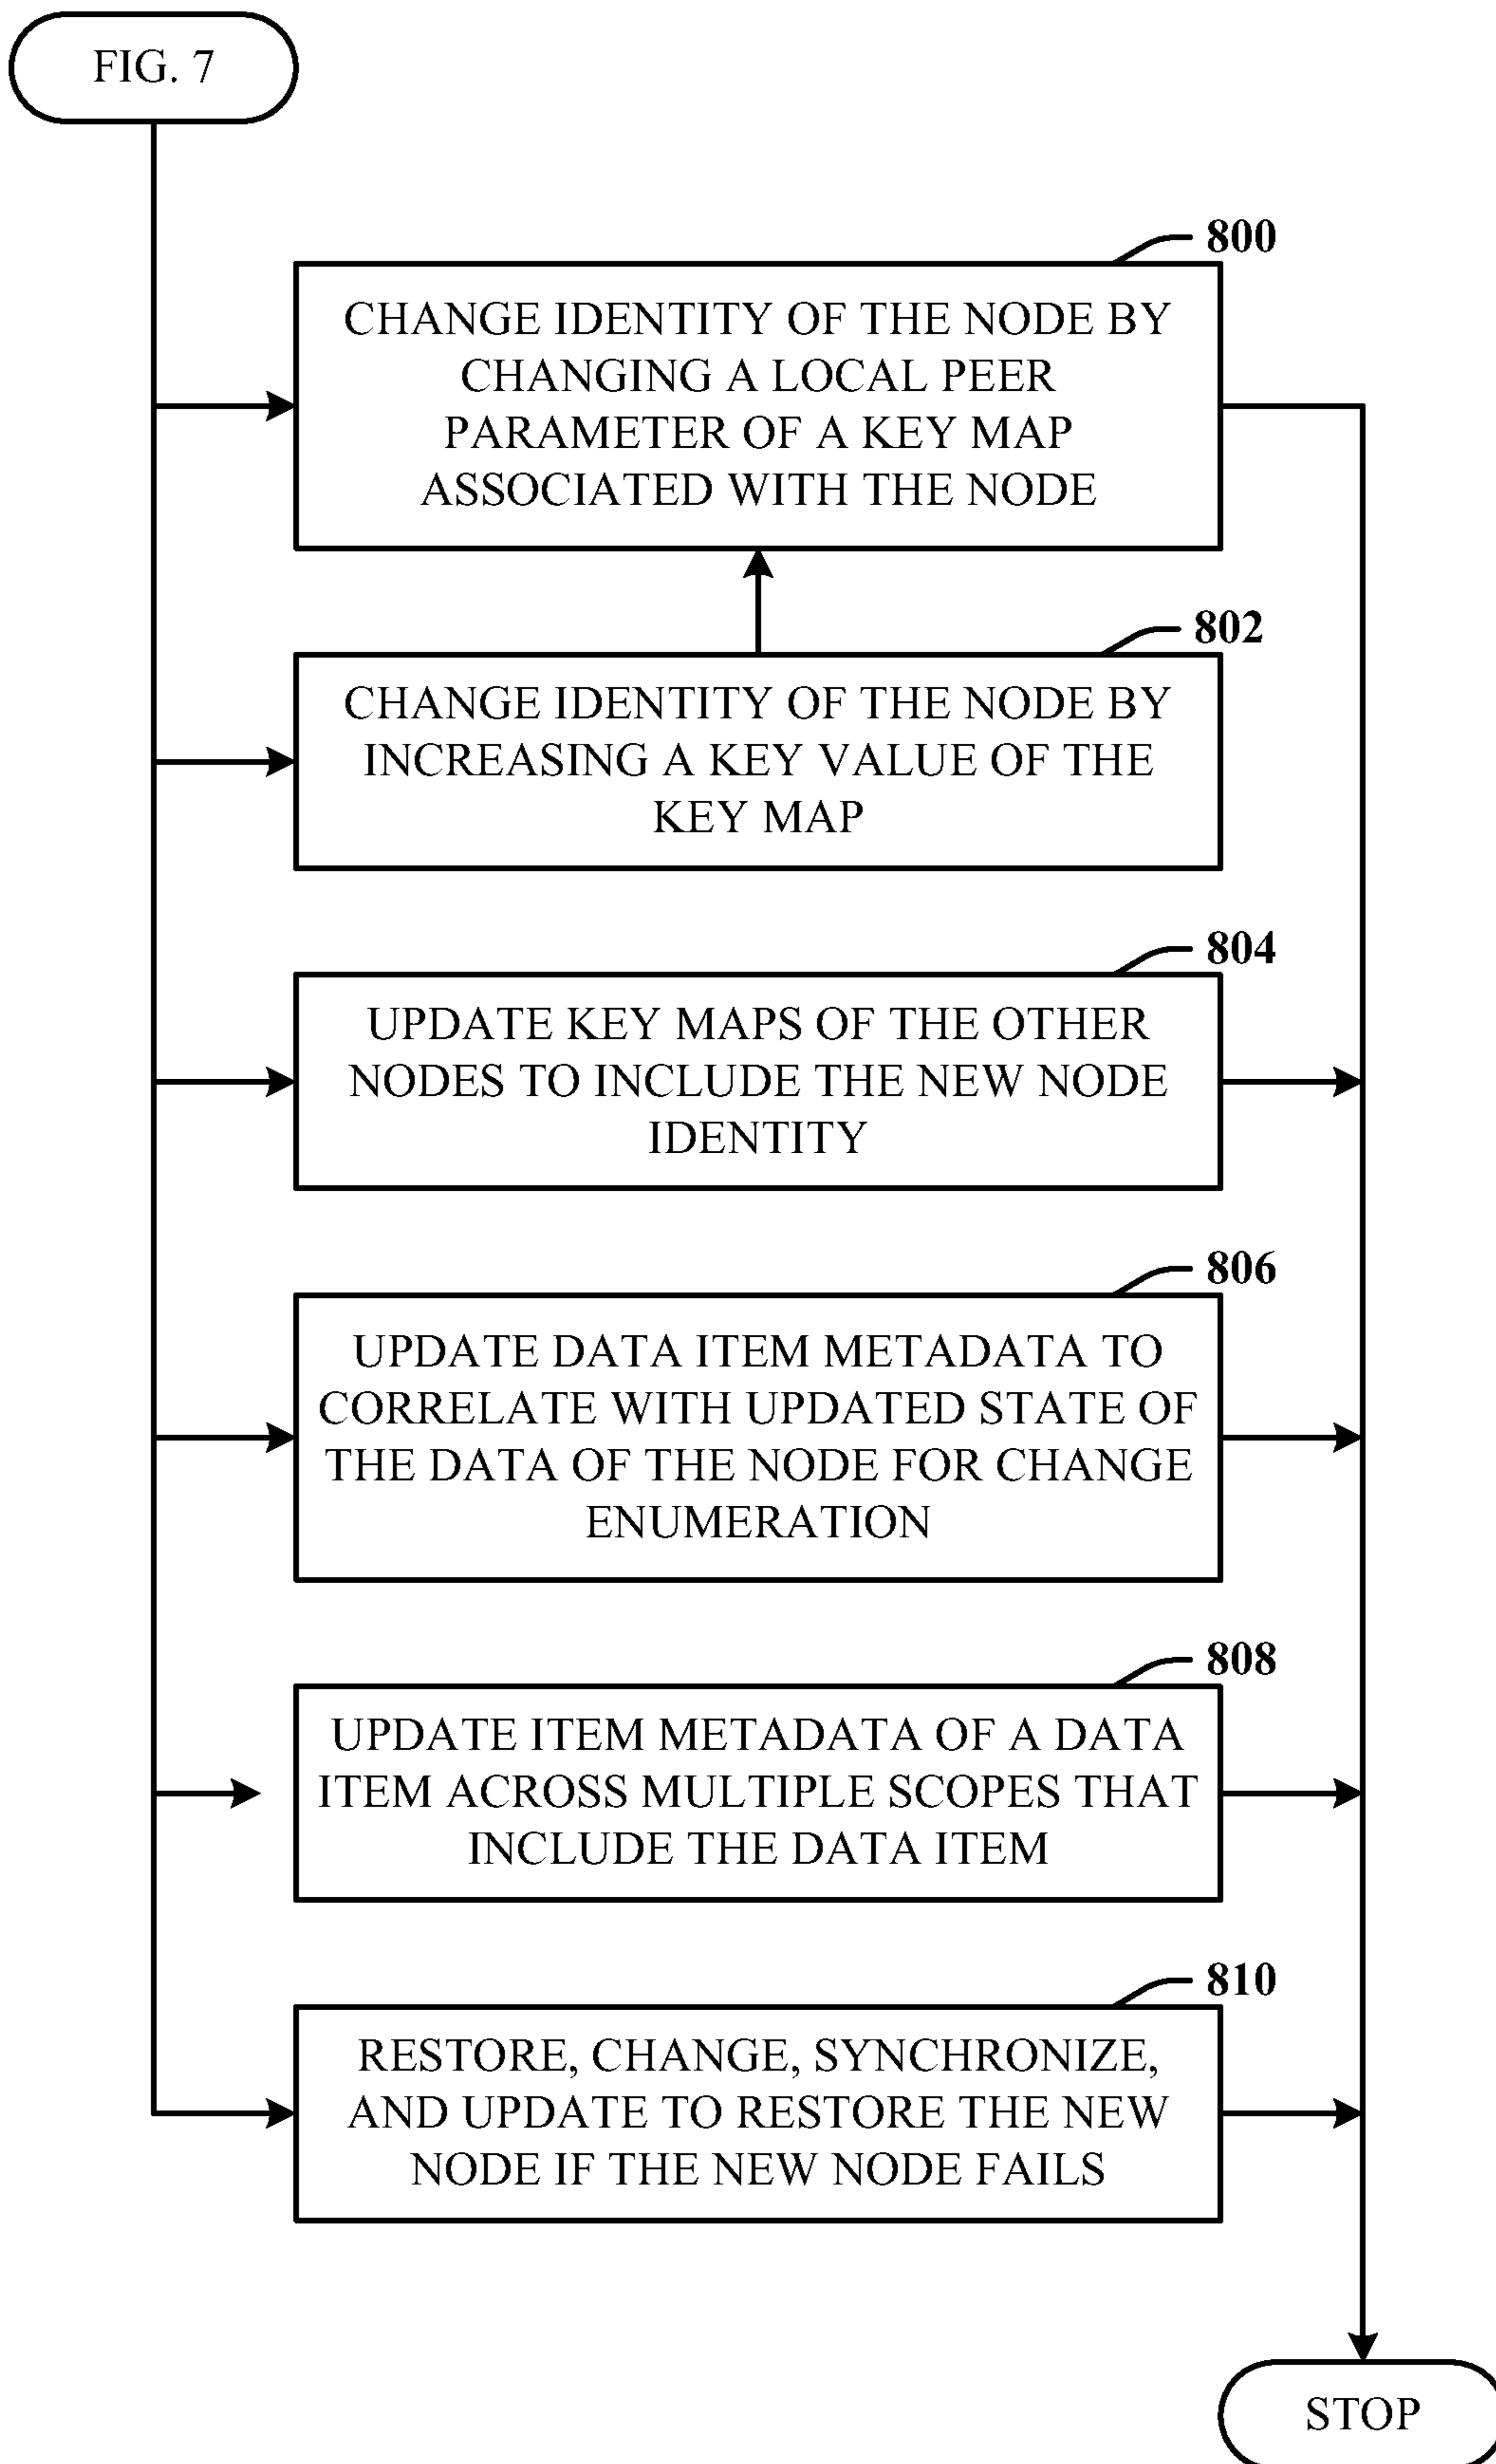 FIG. 7
800
CHANGE IDENTITY OF THE NODE BY
CHANGING A LOCAL PEER
PARAMETER OF A KEY MAP
ASSOCIATED WITH THE NODE
802
CHANGE IDENTITY OF THE NODE BY
INCREASING A KEY VALUE OF THE
KEY MAP
804
UPDATE KEY MAPS OF THE OTHER
NODES TO INCLUDE THE NEW NODE
IDENTITY
806
UPDATE DATA ITEM METADATA TO
CORRELATE WITH UPDATED STATE OF
THE DATA OF THE NODE FOR CHANGE
ENUMERATION
808
UPDATE ITEM METADATA OF A DATA
ITEM ACROSS MULTIPLE SCOPES THAT
INCLUDE THE DATA ITEM
810
RESTORE, CHANGE, SYNCHRONIZE,
AND UPDATE TO RESTORE THE NEW
NODE IF THE NEW NODE FAILS
STOP